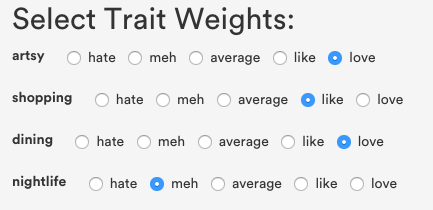 Select Trait Weights:
artsy hate meh average like love
shopping hate meh average like love
dining hate meh average like love
nightlife hate meh average like love